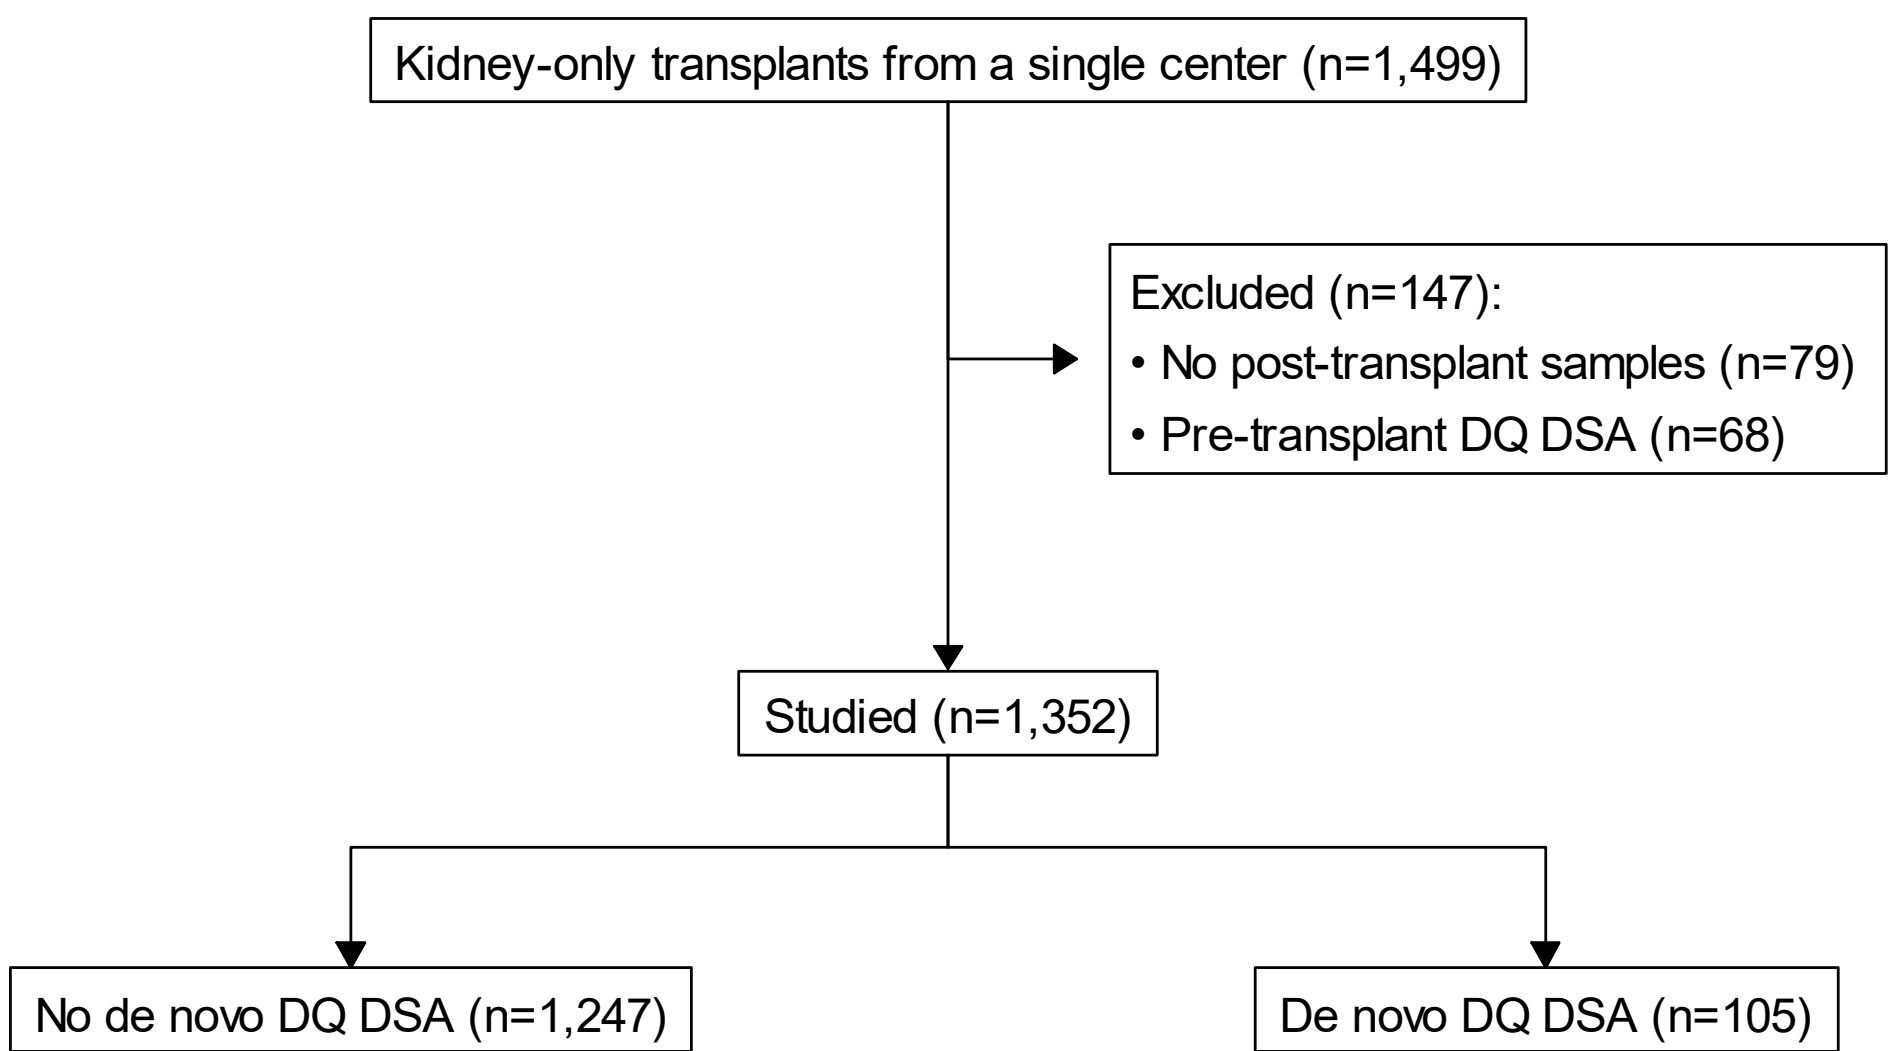 Kidney-only transplants from a single center (n=1,499)
Excluded (n=147):
• No post-transplant samples (n=79)
• Pre-transplant DQ DSA (n=68)
Studied (n=1,352)
No de novo DQ DSA (n=1,247)
De novo DQ DSA (n=105)